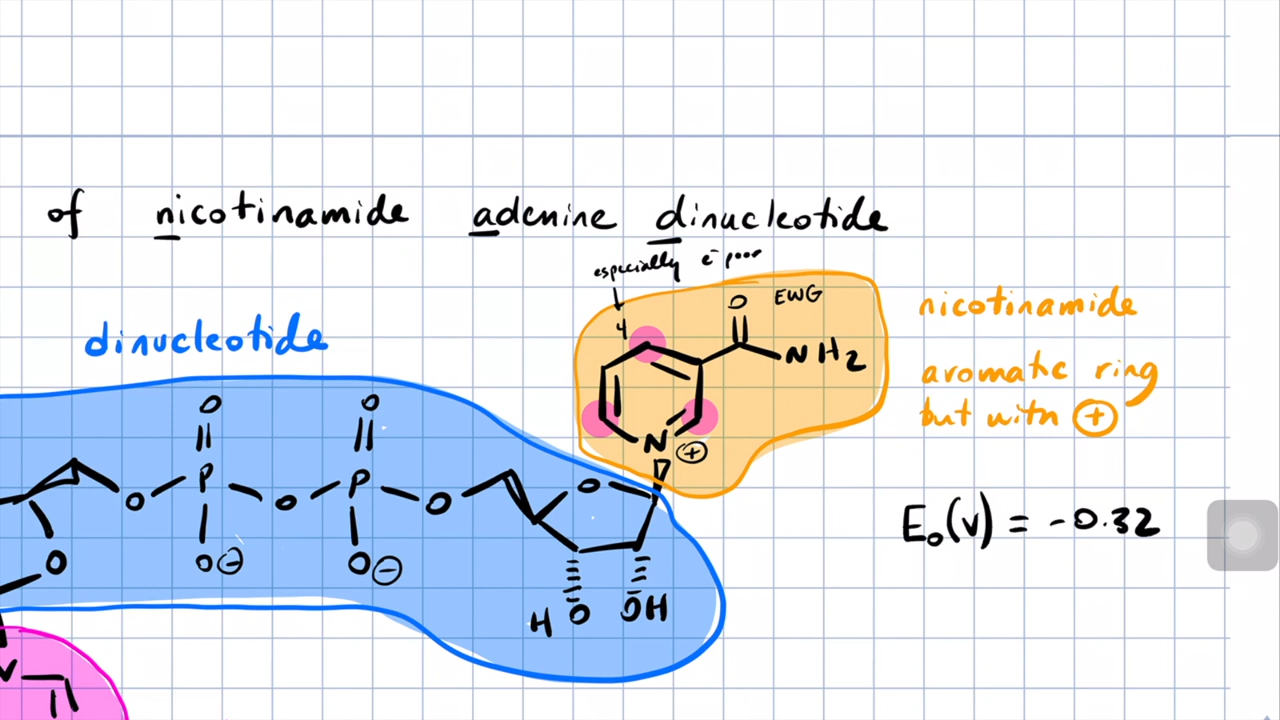 of nicotinamide adenine dinucleotide
especially e⁻ poor
dinucleotide
4
O EWG
NH2
N ⊕
nicotinamide
aromatic ring
but with ⊕
E₀(v) = -0.32
O O
O P O P O O
O⊖ O⊖
O
H O OH
N